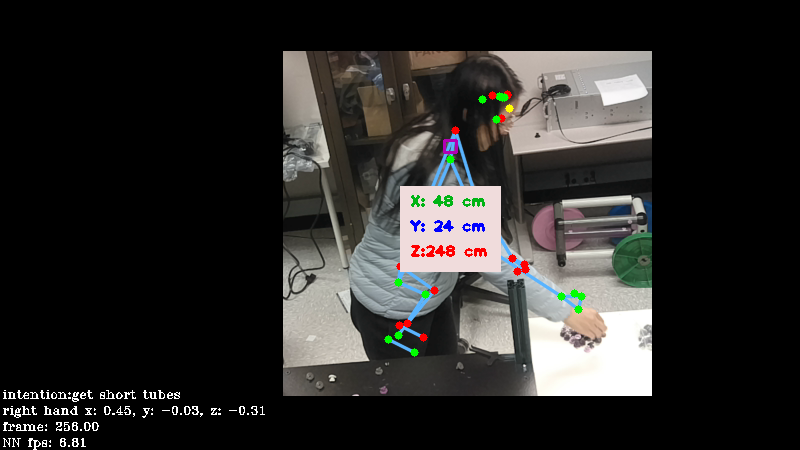 X: 48 cm
Y: 24 cm
Z:248 cm
intention:get short tubes
right hand x: 0.45, y: -0.03, z: -0.31
frame: 256.00
NN fps: 6.81